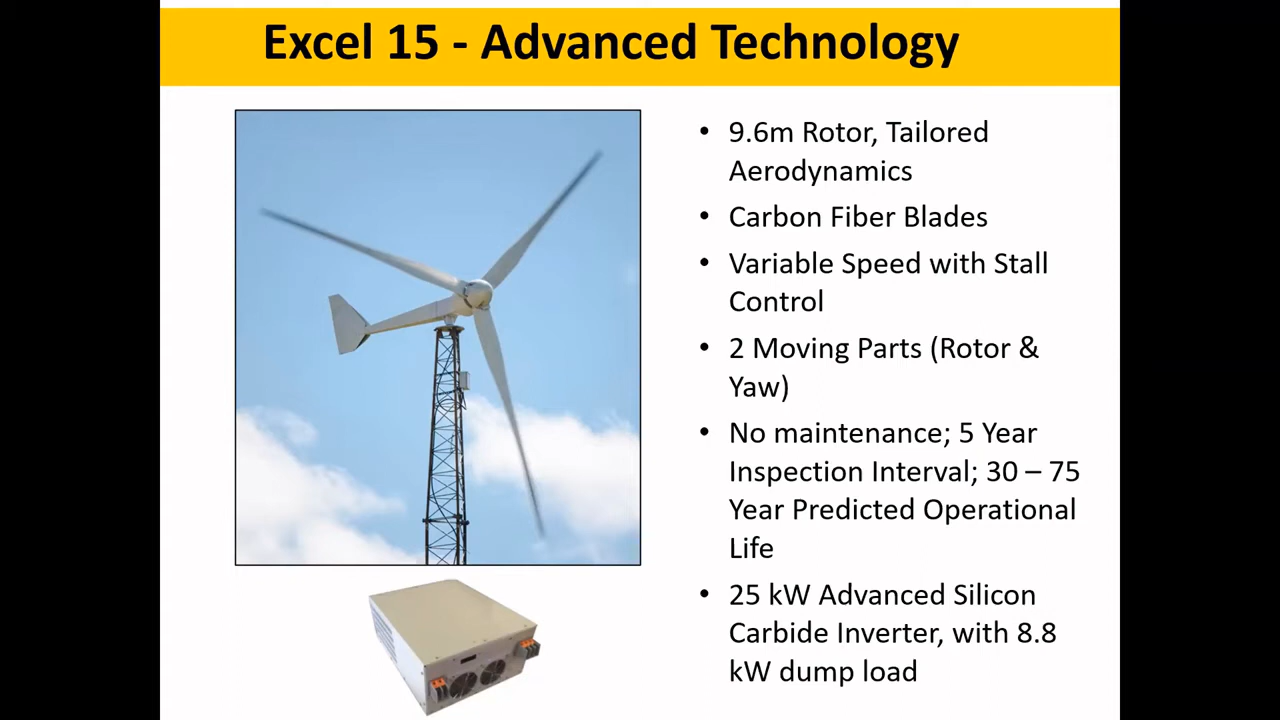 Excel 15 - Advanced Technology
• 9.6m Rotor, Tailored
Aerodynamics
• Carbon Fiber Blades
• Variable Speed with Stall
Control
• 2 Moving Parts (Rotor &
Yaw)
• No maintenance; 5 Year
Inspection Interval; 30 – 75
Year Predicted Operational
Life
• 25 kW Advanced Silicon
Carbide Inverter, with 8.8
kW dump load